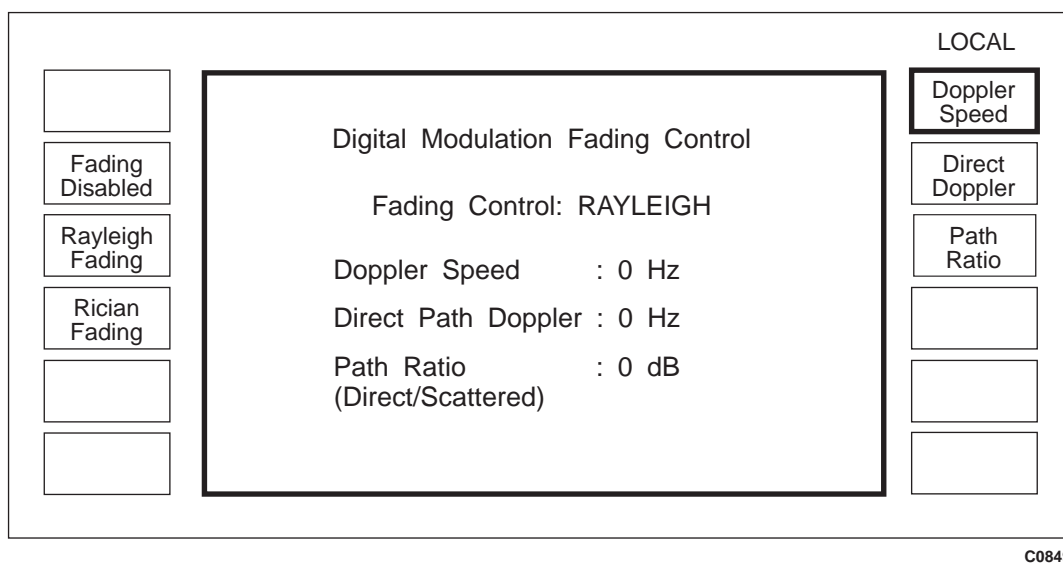 LOCAL
Fading
Disabled
Rayleigh
Fading
Rician
Fading
Digital Modulation Fading Control
Fading Control: RAYLEIGH
Doppler Speed : 0 Hz
Direct Path Doppler : 0 Hz
Path Ratio : 0 dB
(Direct/Scattered)
Doppler
Speed
Direct
Doppler
Path
Ratio
C084